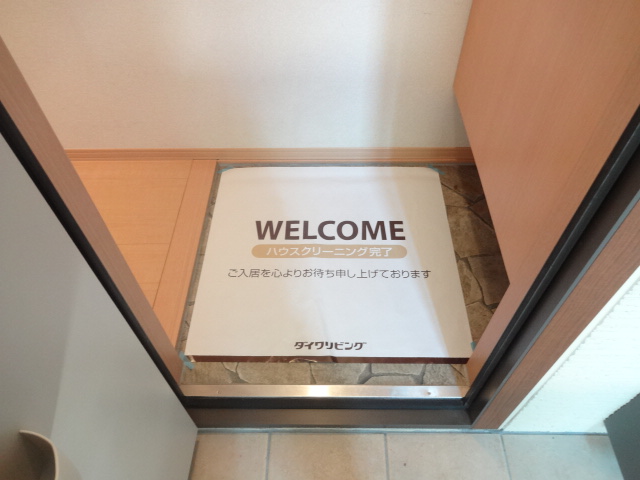 WELCOME
ハウスクリーニング完了
ご入居を心よりお待ち申し上げております
ダイワリビング